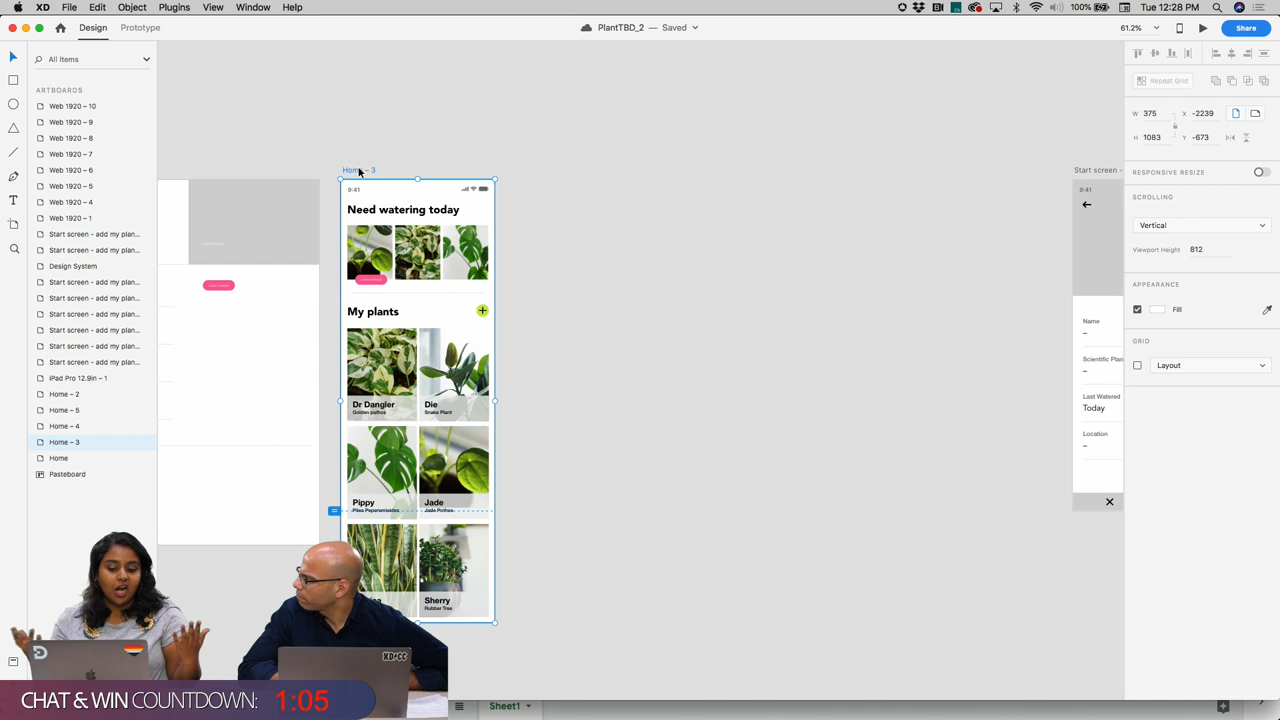 XD File Edit Object Plugins View Window Help
100% Tue 12:28 PM
Design Prototype
PlantTBD_2 — Saved
61.2%
Share
All Items
ARTBOARDS
Web 1920 – 10
Web 1920 – 9
Web 1920 – 8
Web 1920 – 7
Web 1920 – 6
Web 1920 – 5
Web 1920 – 4
Web 1920 – 1
Start screen - add my plan...
Start screen - add my plan...
Design System
Start screen - add my plan...
Start screen - add my plan...
Start screen - add my plan...
Start screen - add my plan...
Start screen - add my plan...
Start screen - add my plan...
iPad Pro 12.9in – 1
Home – 2
Home – 5
Home – 4
Home – 3
Home
Pasteboard
Home – 3
9:41
Need watering today
My plants
Dr Dangler
Golden pathos
Die
Snake Plant
Pippy
Pilea Peperamioides
Jade
Jade Pothos
Sherry
Rubber Tree
Start screen -
9:41
Name
–
Scientific Plan
–
Last Watered
Today
Location
–
Repeat Grid
W 375 X -2239
H 1083 Y -673
RESPONSIVE RESIZE
SCROLLING
Vertical
Viewport Height 812
APPEARANCE
Fill
GRID
Layout
XD+CC
CHAT & WIN COUNTDOWN: 1:05
Sheet1